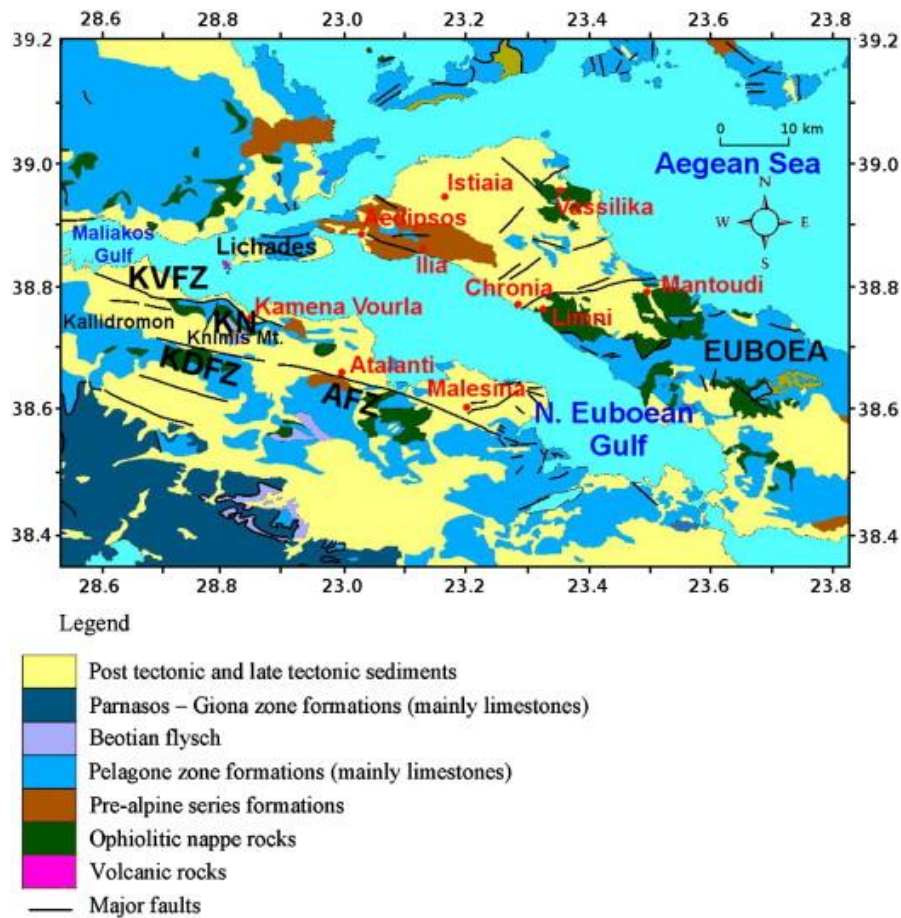 28.6 28.8 23.0 23.2 23.4 23.6 23.8
39.2 39.2
0 10 km
39.0 39.0
Aegean Sea
N
W E
S
Istiaia
Vassilika
Aedipsos
Maliakos
Gulf
Lichades
Ilia
KVFZ
Chronia
Mantoudi
38.8 38.8
Kamena Vourla
Limni
Kallidromon
KN
Knimis Mt.
EUBOEA
KDFZ
Atalanti
AFZ
Malesina
38.6 38.6
N. Euboean
Gulf
38.4 38.4
28.6 28.8 23.0 23.2 23.4 23.6 23.8
Legend
Post tectonic and late tectonic sediments
Parnasos – Giona zone formations (mainly limestones)
Beotian flysch
Pelagone zone formations (mainly limestones)
Pre-alpine series formations
Ophiolitic nappe rocks
Volcanic rocks
Major faults